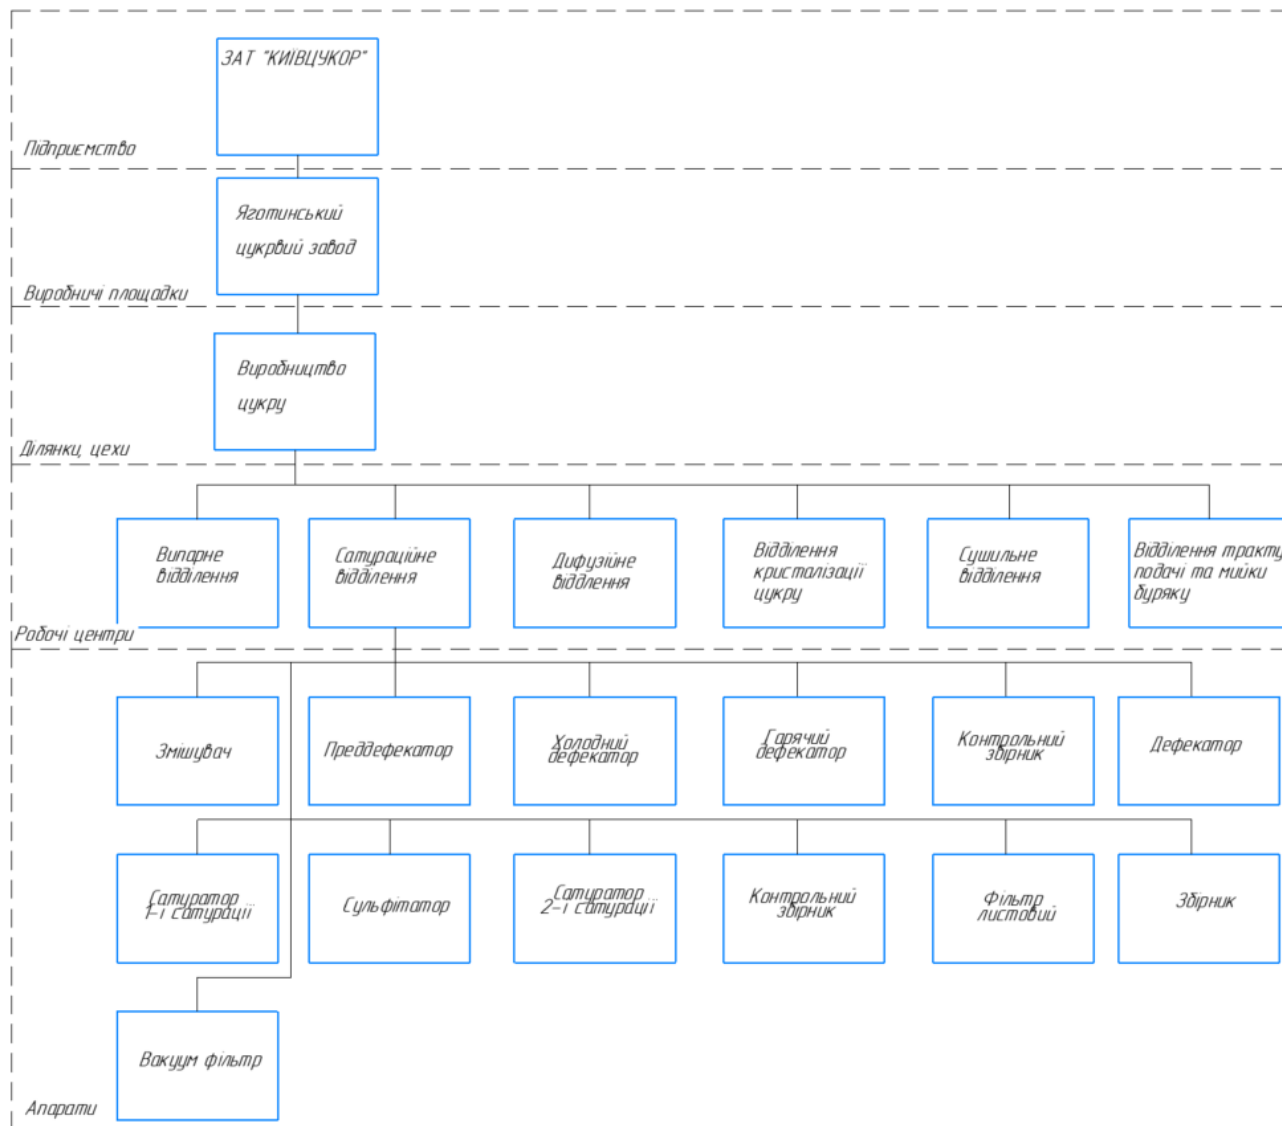 ЗАТ "КИЇВЦУКОР"
Підприємство
Яготинський
цукрвий завод
Виробничі площадки
Виробництво
цукру
Ділянки, цехи
Випарне
відділення
Сатураційне
відділення
Дифузійне
відділення
Відділення
кристалізації
цукру
Сушильне
відділення
Відділення тракту
подачі та мийки
буряку
Робочі центри
Змішувач
Преддефекатор
Холодний
дефекатор
Гарячий
дефекатор
Контрольний
збірник
Дефекатор
Сатуратор
1-ї сатурації
Сульфітатор
Сатуратор
2-ї сатурації
Контрольний
збірник
Фільтр
листовий
Збірник
Вакуум фільтр
Апарати